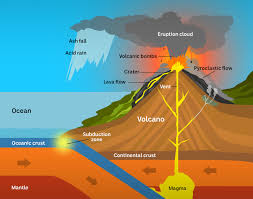 Ash fall
Eruption cloud
Acid rain
Volcanic bombs
Pyroclastic flow
Crater
Lava flow
Vent
Ocean
Volcano
Subduction
zone
Oceanic crust
Continental crust
Mantle
Magma